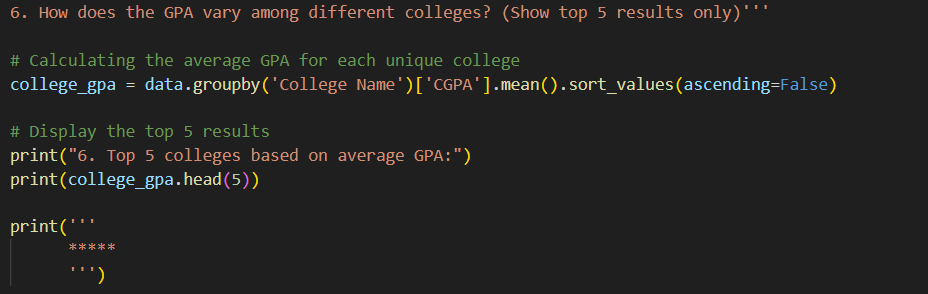 6. How does the GPA vary among different colleges? (Show top 5 results only)'''
# Calculating the average GPA for each unique college
college_gpa = data.groupby('College Name')['CGPA'].mean().sort_values(ascending=False)
# Display the top 5 results
print("6. Top 5 colleges based on average GPA:")
print(college_gpa.head(5))
print('''
*****
''')